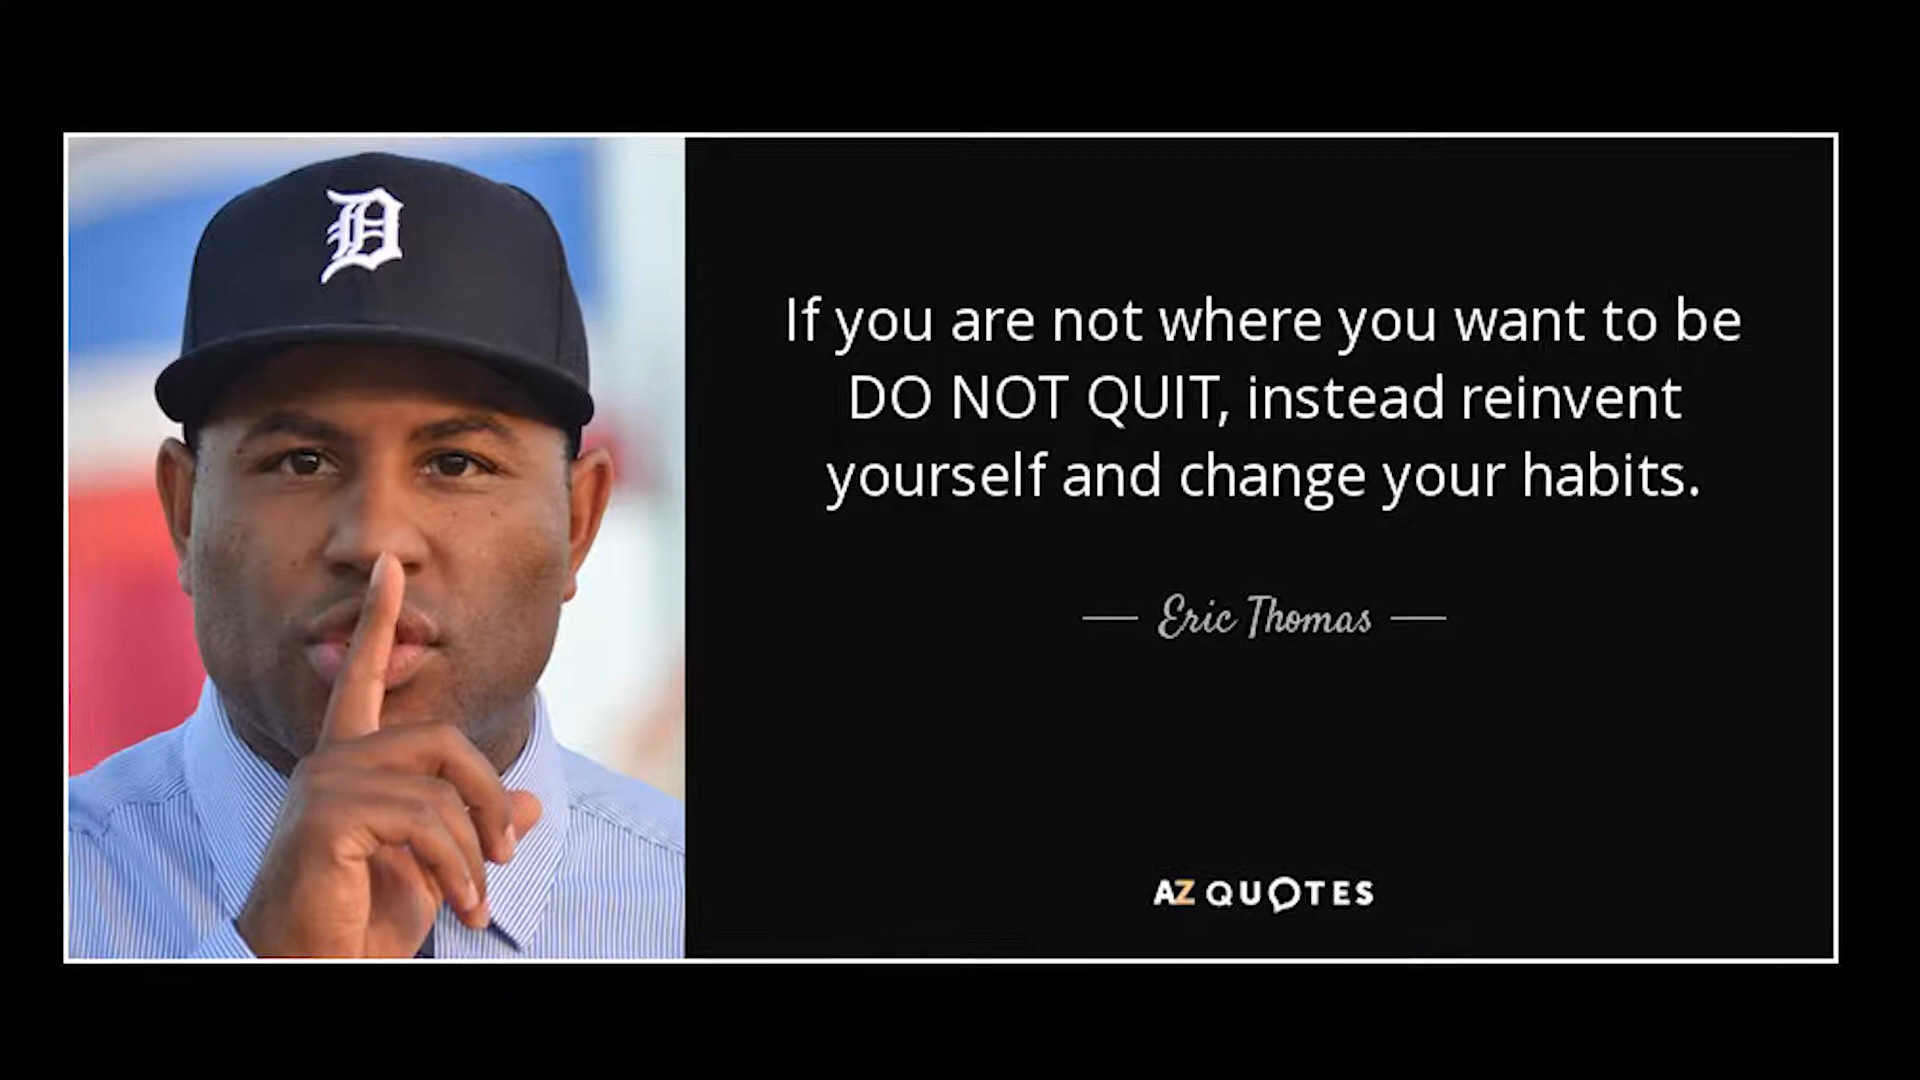 D
If you are not where you want to be
DO NOT QUIT, instead reinvent
yourself and change your habits.
Eric Thomas
AZ QUOTES